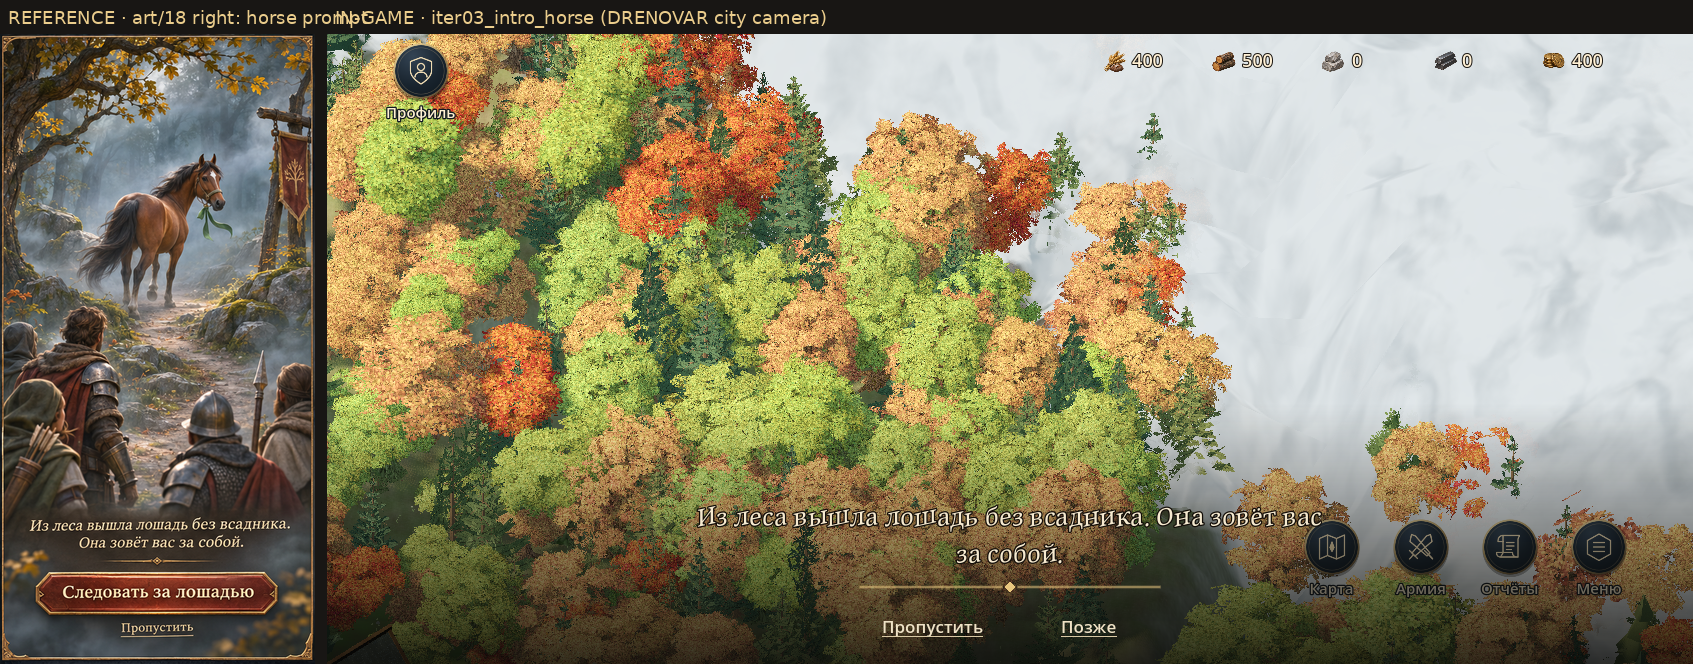 REFERENCE · art/18 right: horse prompt
IN-GAME · iter03_intro_horse (DRENOVAR city camera)
Из леса вышла лошадь без всадника.
Она зовёт вас за собой.
Следовать за лошадью
Пропустить
Профиль
400
500
0
0
400
Из леса вышла лошадь без всадника. Она зовёт вас
за собой.
Карта
Армия
Отчёты
Меню
Пропустить
Позже